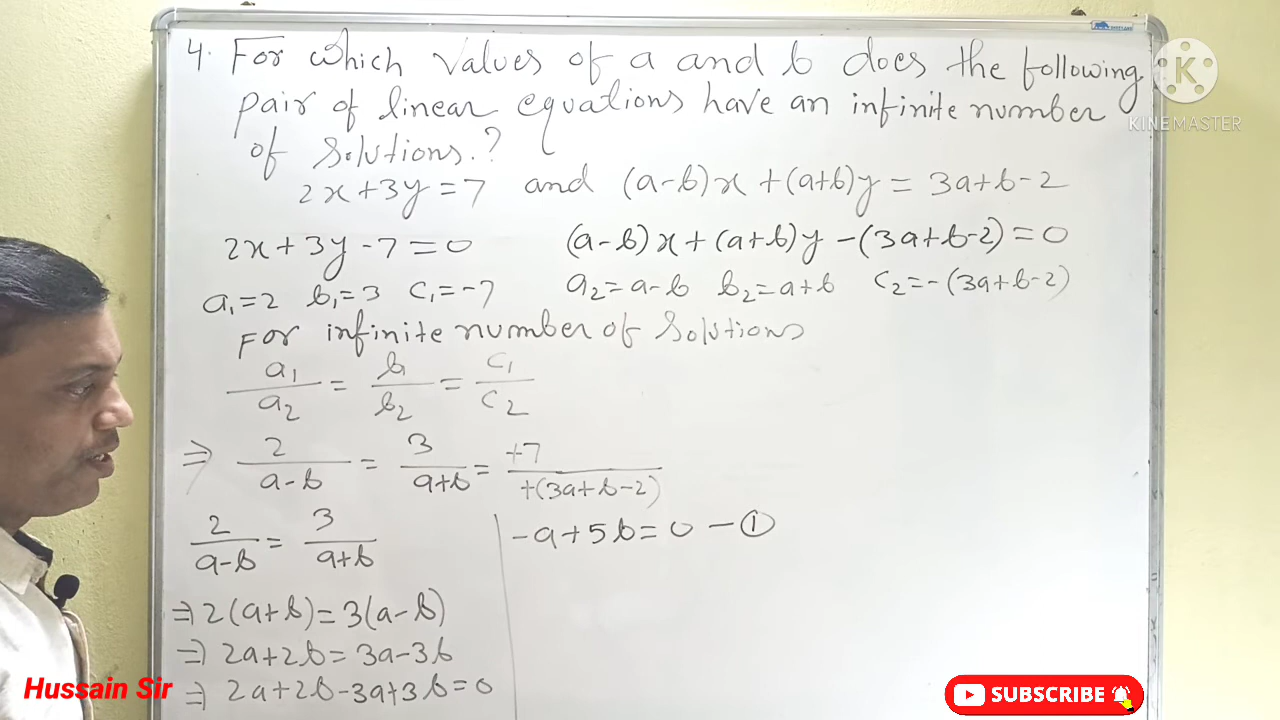 4. For which values of a and b does the following
pair of linear equations have an infinite number
of solutions.?
2x+3y=7 and (a-b)x+(a+b)y=3a+b-2
2x+3y-7=0 (a-b)x+(a+b)y-(3a+b-2)=0
a₁=2 b₁=3 c₁=-7 a₂=a-b b₂=a+b c₂=-(3a+b-2)
For infinite number of solutions
a₁/a₂ = b₁/b₂ = c₁/c₂
⇒ 2/(a-b) = 3/(a+b) = +7/+(3a+b-2)
2/(a-b) = 3/(a+b)
⇒ 2(a+b)=3(a-b)
⇒ 2a+2b=3a-3b
⇒ 2a+2b-3a+3b=0
-a+5b=0 -①
K
KINEMASTER
Hussain Sir
SUBSCRIBE